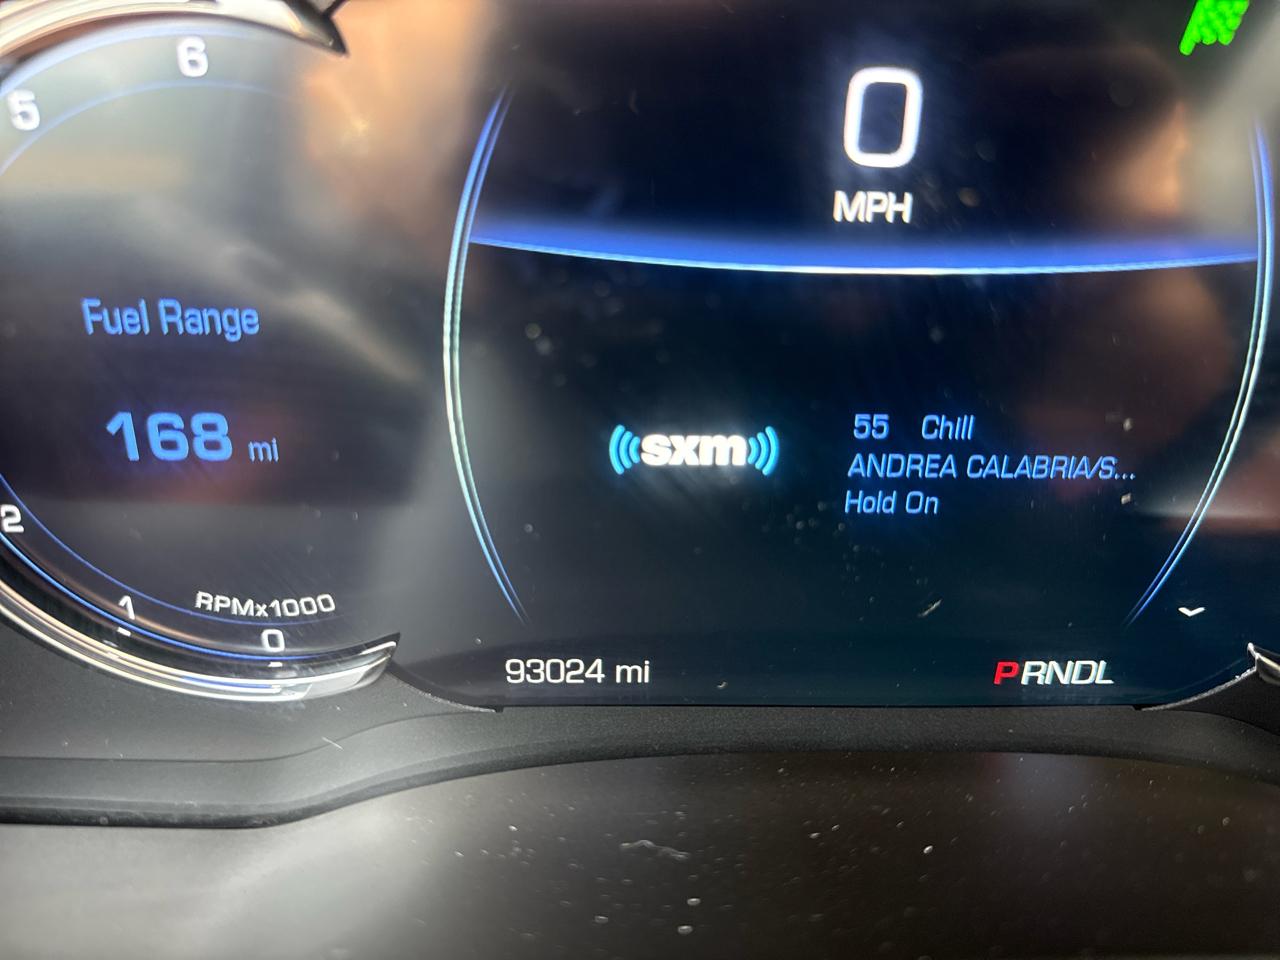 6
5
0
MPH
Fuel Range
168 mi
sxm
55 Chill
ANDREA CALABRIA/S...
Hold On
2
1
RPMx1000
0
93024 mi
PRNDL